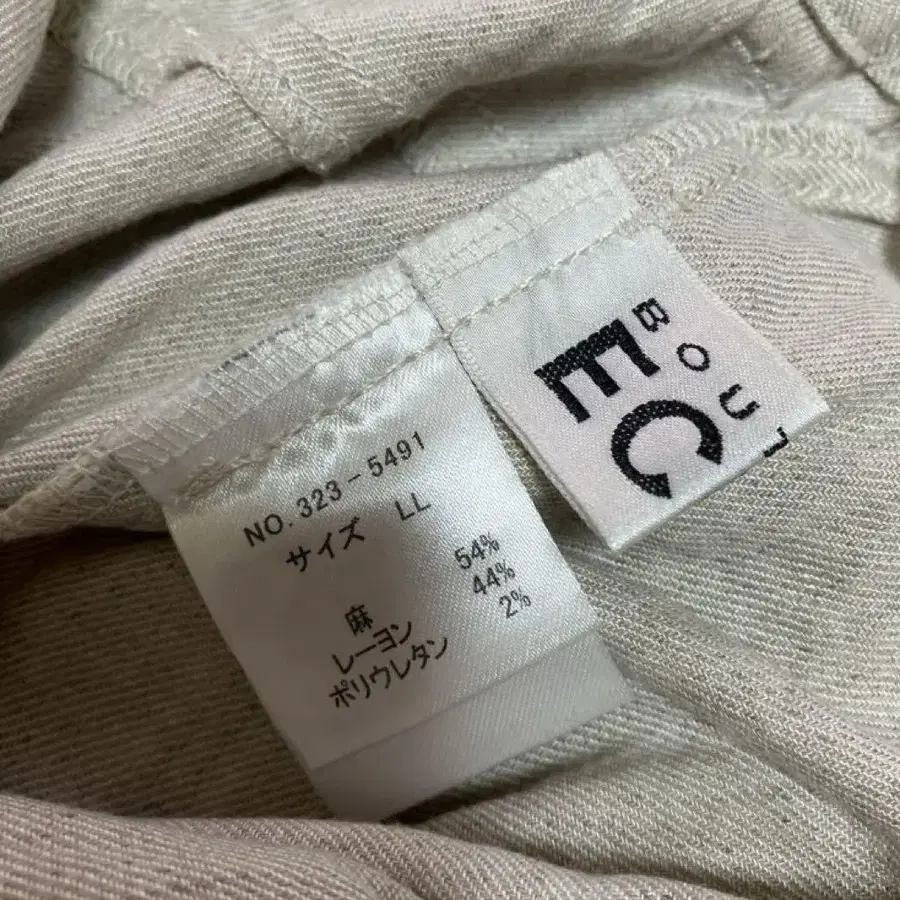 NO. 323-5491
サイズ LL
麻 54%
レーヨン 44%
ポリウレタン 2%
BOU
EC